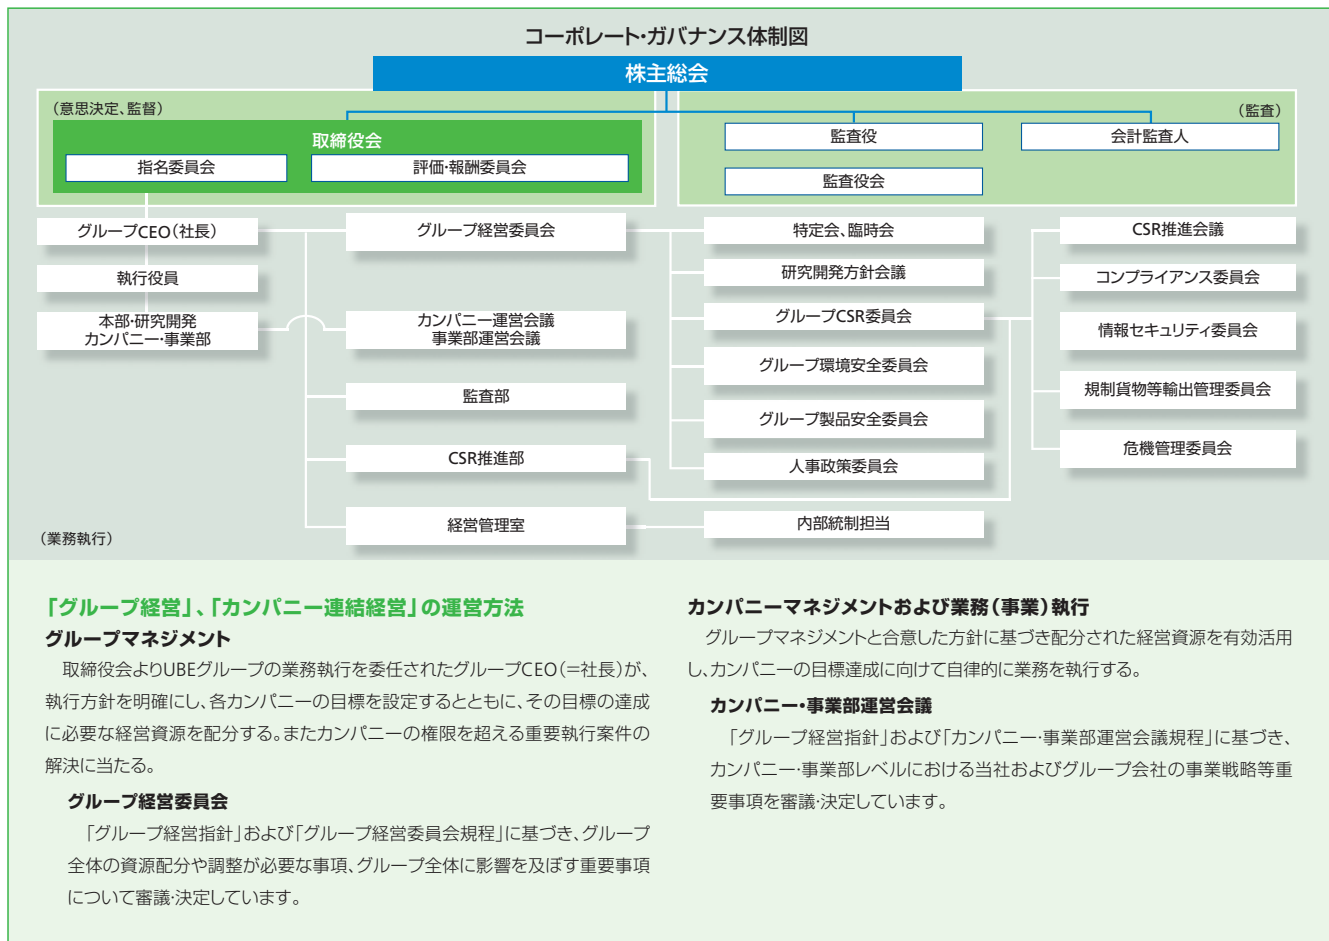 コーポレート・ガバナンス体制図
株主総会
（意思決定、監督）
取締役会
指名委員会
評価・報酬委員会
（監査）
監査役
会計監査人
監査役会
グループCEO（社長）
執行役員
本部・研究開発
カンパニー・事業部
グループ経営委員会
カンパニー運営会議
事業部運営会議
監査部
CSR推進部
経営管理室
特定会、臨時会
研究開発方針会議
グループCSR委員会
グループ環境安全委員会
グループ製品安全委員会
人事政策委員会
内部統制担当
CSR推進会議
コンプライアンス委員会
情報セキュリティ委員会
規制貨物等輸出管理委員会
危機管理委員会
（業務執行）
「グループ経営」、「カンパニー連結経営」の運営方法
グループマネジメント
取締役会よりUBEグループの業務執行を委任されたグループCEO（=社長）が、
執行方針を明確にし、各カンパニーの目標を設定するとともに、その目標の達成
に必要な経営資源を配分する。またカンパニーの権限を超える重要執行案件の
解決に当たる。
グループ経営委員会
「グループ経営指針」および「グループ経営委員会規程」に基づき、グループ
全体の資源配分や調整が必要な事項、グループ全体に影響を及ぼす重要事項
について審議・決定しています。
カンパニーマネジメントおよび業務（事業）執行
グループマネジメントと合意した方針に基づき配分された経営資源を有効活用
し、カンパニーの目標達成に向けて自律的に業務を執行する。
カンパニー・事業部運営会議
「グループ経営指針」および「カンパニー・事業部運営会議規程」に基づき、
カンパニー・事業部レベルにおける当社およびグループ会社の事業戦略等重
要事項を審議・決定しています。